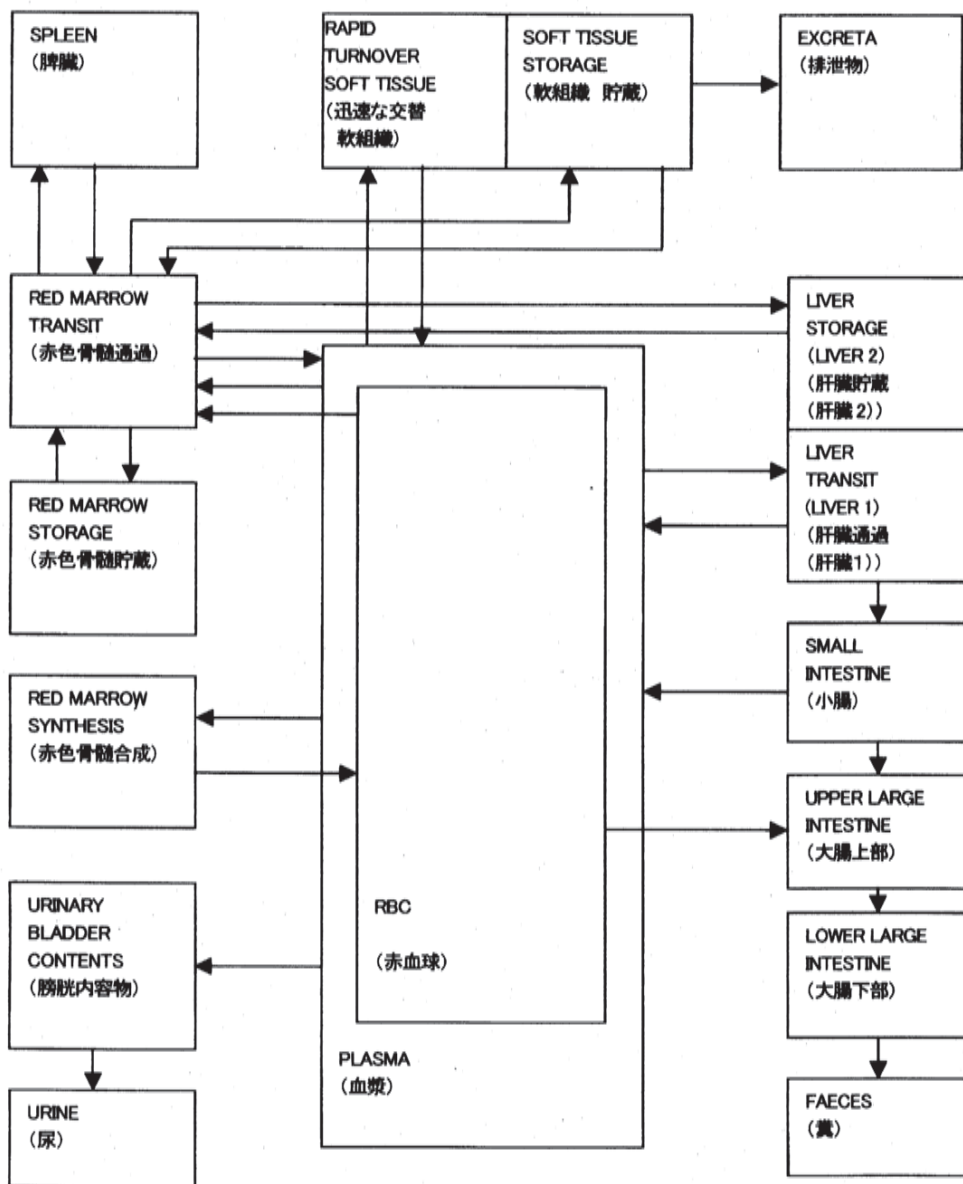 SPLEEN
(脾臓)
RAPID
TURNOVER
SOFT TISSUE
(迅速な交替
軟組織)
SOFT TISSUE
STORAGE
(軟組織 貯蔵)
EXCRETA
(排泄物)
RED MARROW
TRANSIT
(赤色骨髄通過)
LIVER
STORAGE
(LIVER 2)
(肝臓貯蔵
(肝臓 2))
LIVER
TRANSIT
(LIVER 1)
(肝臓通過
(肝臓1))
RED MARROW
STORAGE
(赤色骨髄貯蔵)
SMALL
INTESTINE
(小腸)
RED MARROW
SYNTHESIS
(赤色骨髄合成)
UPPER LARGE
INTESTINE
(大腸上部)
URINARY
BLADDER
CONTENTS
(膀胱内容物)
RBC
(赤血球)
LOWER LARGE
INTESTINE
(大腸下部)
PLASMA
(血漿)
URINE
(尿)
FAECES
(糞)